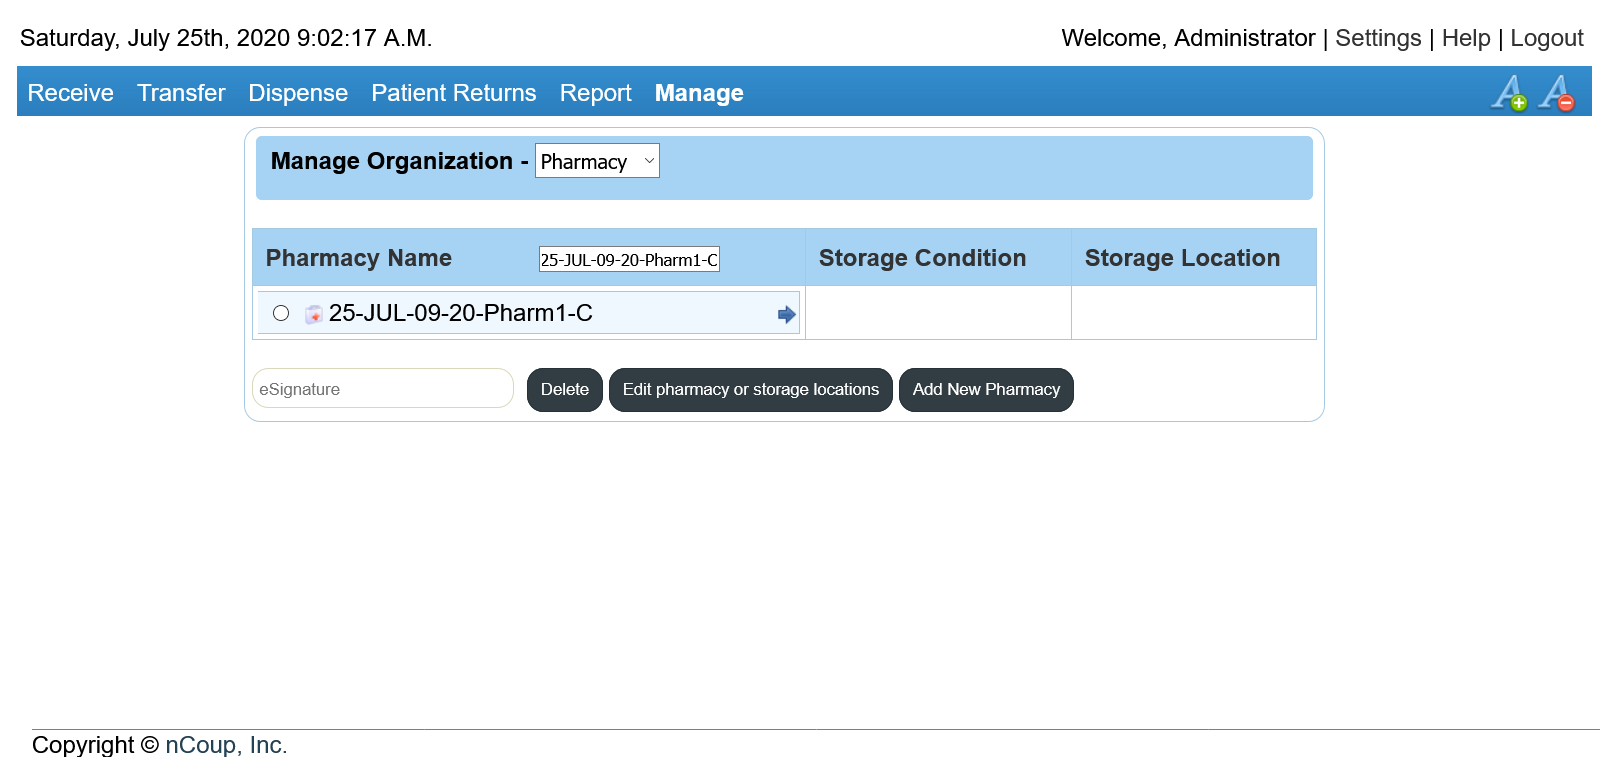 Saturday, July 25th, 2020 9:02:17 A.M.
Welcome, Administrator | Settings | Help | Logout
Receive Transfer Dispense Patient Returns Report Manage
Manage Organization - Pharmacy
Pharmacy Name 25-JUL-09-20-Pharm1-C Storage Condition Storage Location
25-JUL-09-20-Pharm1-C
eSignature Delete Edit pharmacy or storage locations Add New Pharmacy
Copyright © nCoup, Inc.